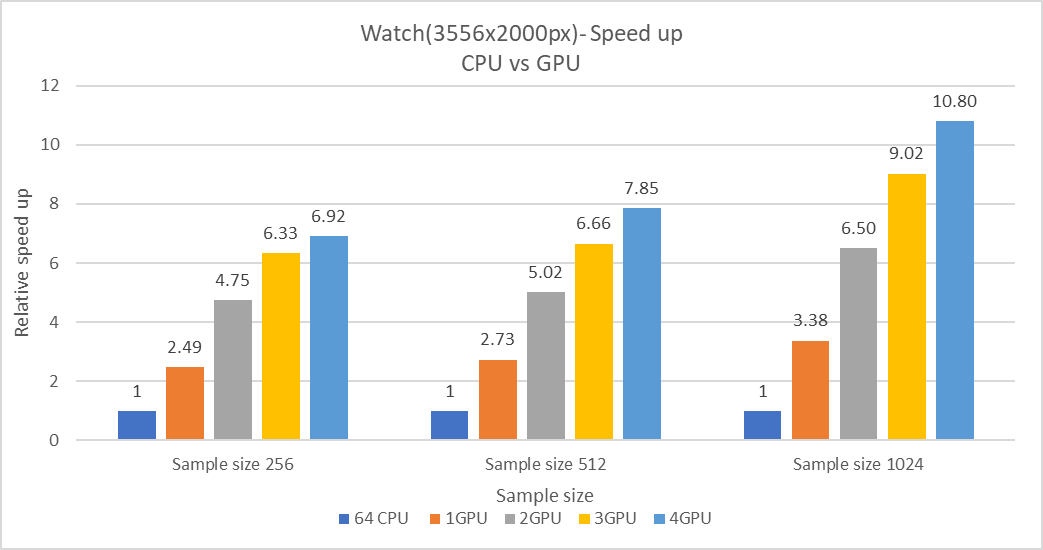 Watch(3556x2000px)- Speed up
CPU vs GPU
Relative speed up
12
10
8
6
4
2
0
1
2.49
4.75
6.33
6.92
1
2.73
5.02
6.66
7.85
1
3.38
6.50
9.02
10.80
Sample size 256
Sample size 512
Sample size 1024
Sample size
64 CPU
1GPU
2GPU
3GPU
4GPU